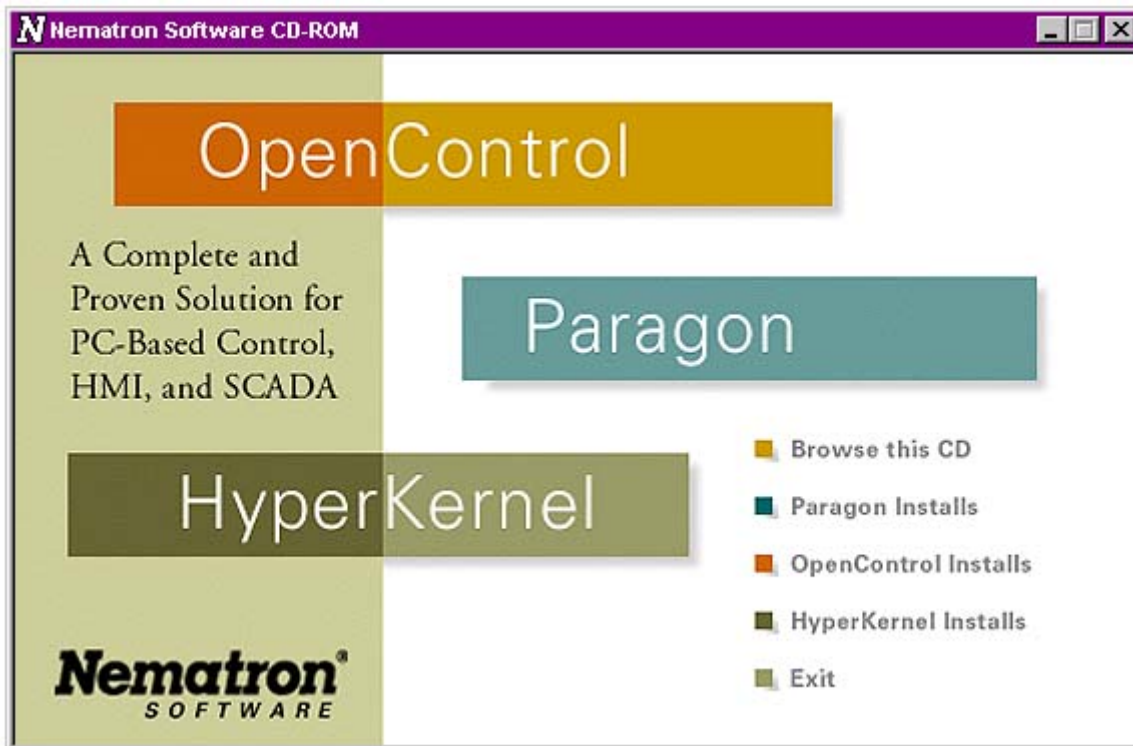 Nematron Software CD-ROM
OpenControl
A Complete and
Proven Solution for
PC-Based Control,
HMI, and SCADA
Paragon
HyperKernel
Browse this CD
Paragon Installs
OpenControl Installs
HyperKernel Installs
Exit
Nematron®
SOFTWARE